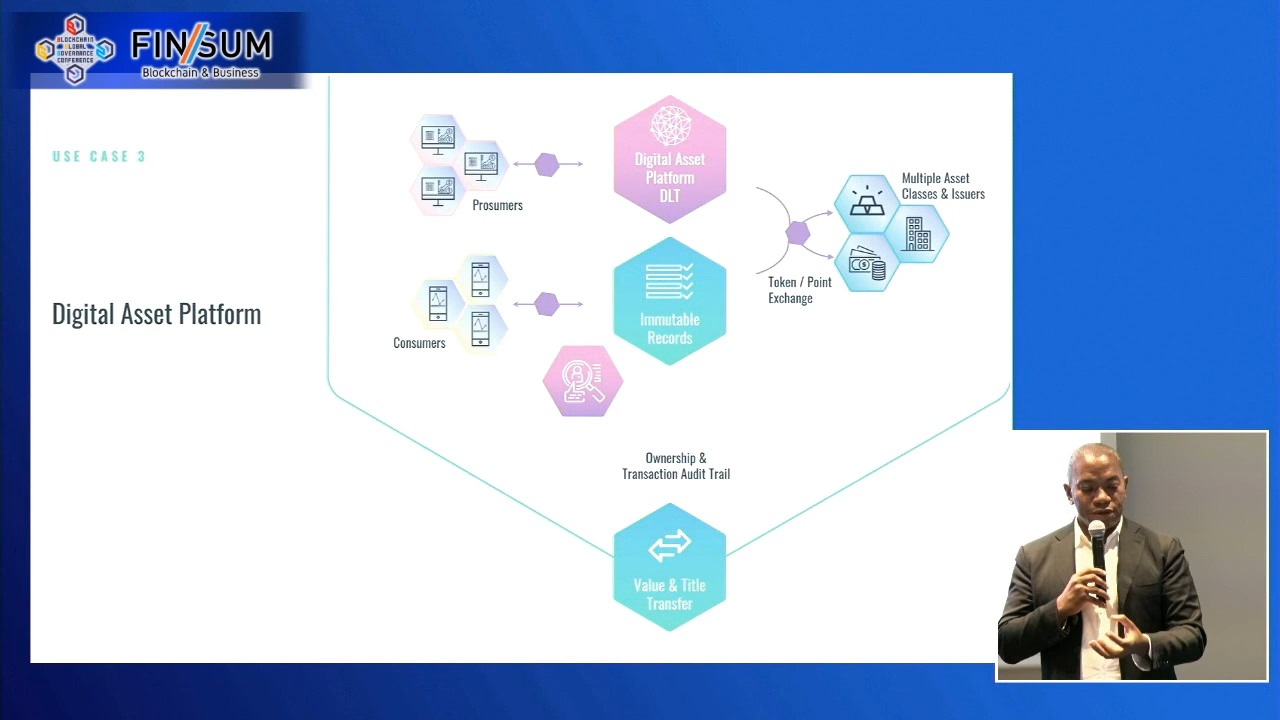 BLOCKCHAIN
GLOBAL
GOVERNANCE
CONFERENCE
FIN/SUM
Blockchain & Business
USE CASE 3
Digital Asset Platform
Prosumers
Consumers
Digital Asset
Platform
DLT
Immutable
Records
Multiple Asset
Classes & Issuers
Token / Point
Exchange
Ownership &
Transaction Audit Trail
Value & Title
Transfer